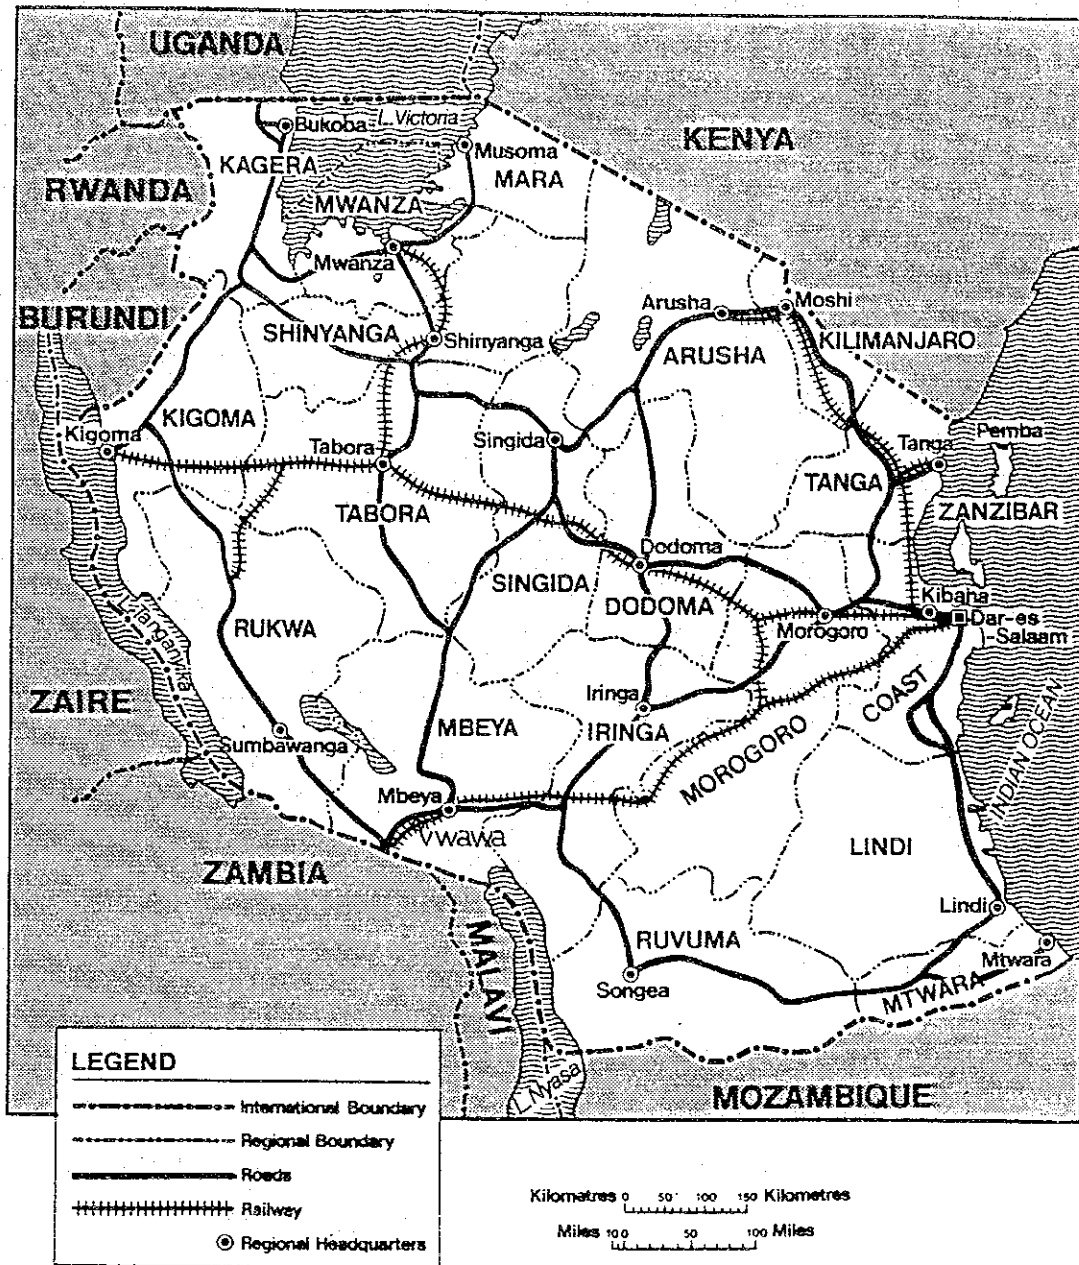 UGANDA
Bukoba
L. Victoria
KENYA
KAGERA
Musoma
MARA
RWANDA
MWANZA
Mwanza
BURUNDI
SHINYANGA
Shinyanga
Arusha
Moshi
KILIMANJARO
ARUSHA
KIGOMA
Kigoma
Tabora
Singida
Tanga
Pemba
TANGA
ZANZIBAR
TABORA
Dodoma
SINGIDA
DODOMA
Kibaha
Morogoro
Dar-es
-Salaam
L. Tanganyika
RUKWA
ZAIRE
Iringa
IRINGA
COAST
MBEYA
MOROGORO
INDIAN OCEAN
Sumbawanga
Mbeya
Vwawa
ZAMBIA
LINDI
Lindi
MALAVI
RUVUMA
Mtwara
Songea
MTWARA
L. Nyasa
MOZAMBIQUE
LEGEND
International Boundary
Regional Boundary
Roads
Railway
Regional Headquarters
Kilometres 0 50 100 150 Kilometres
Miles 10 0 50 100 Miles